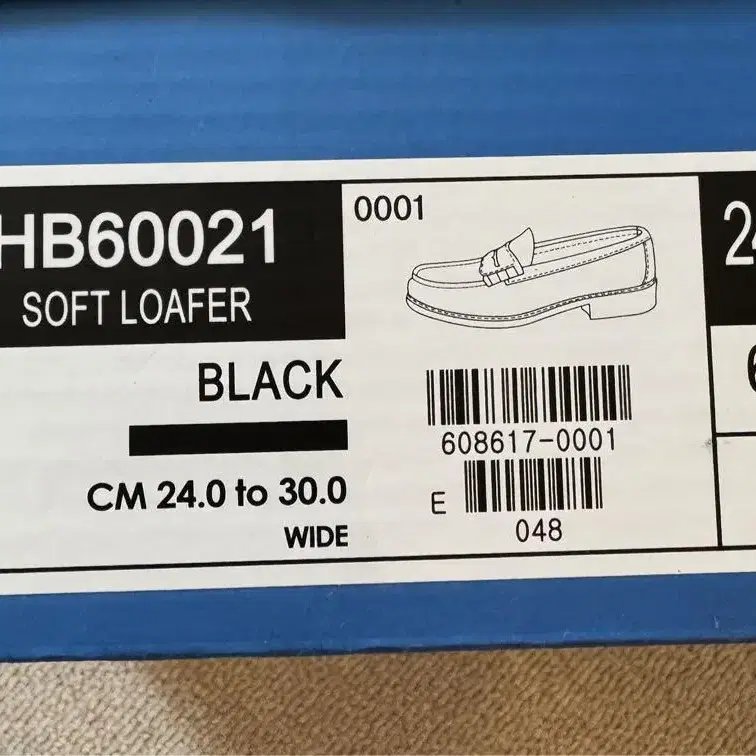 HB60021
SOFT LOAFER
BLACK
CM 24.0 to 30.0
WIDE
0001
608617-0001
E
048